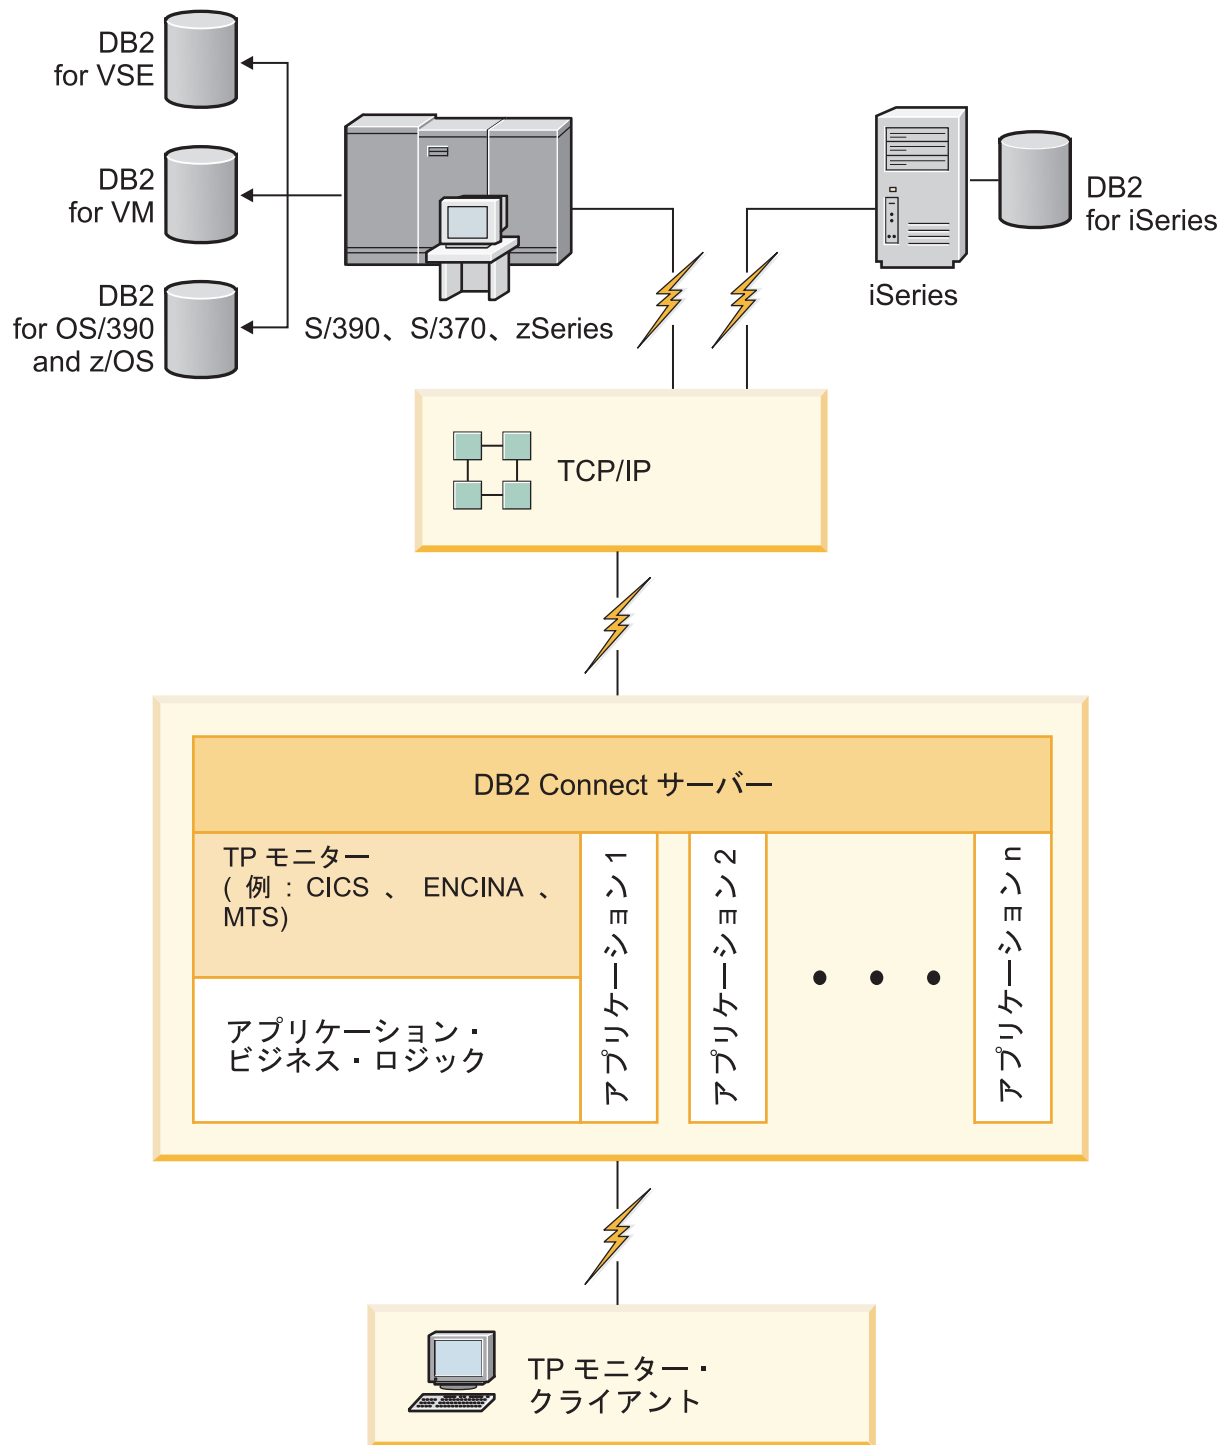 DB2
for VSE
DB2
for VM
DB2
for OS/390
and z/OS
S/390、S/370、zSeries
iSeries
DB2
for iSeries
TCP/IP
DB2 Connect サーバー
TP モニター
( 例 : CICS 、 ENCINA 、
MTS)
アプリケーション・
ビジネス・ロジック
アプリケーション 1
アプリケーション 2
アプリケーション n
TP モニター・
クライアント